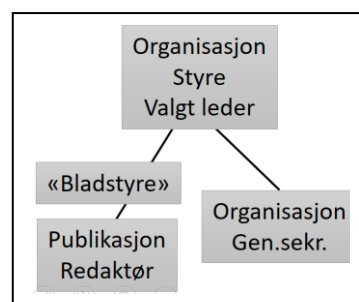 Organisasjon
Styre
Valgt leder
«Bladstyre»
Organisasjon
Gen.sekr.
Publikasjon
Redaktør